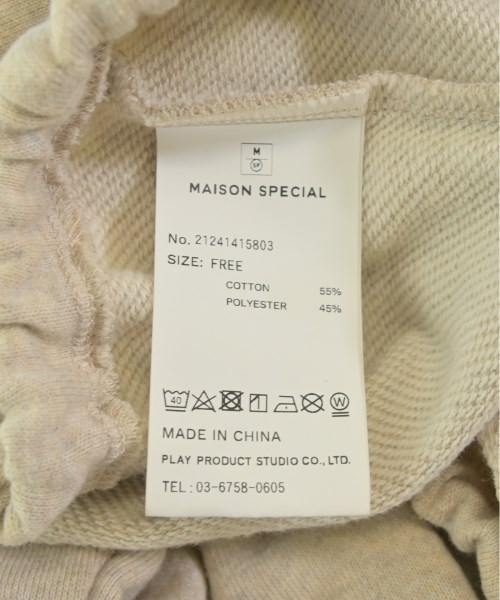 M
SP
MAISON SPECIAL
No. 21241415803
SIZE: FREE
COTTON 55%
POLYESTER 45%
40 W
MADE IN CHINA
PLAY PRODUCT STUDIO CO., LTD.
TEL : 03-6758-0605